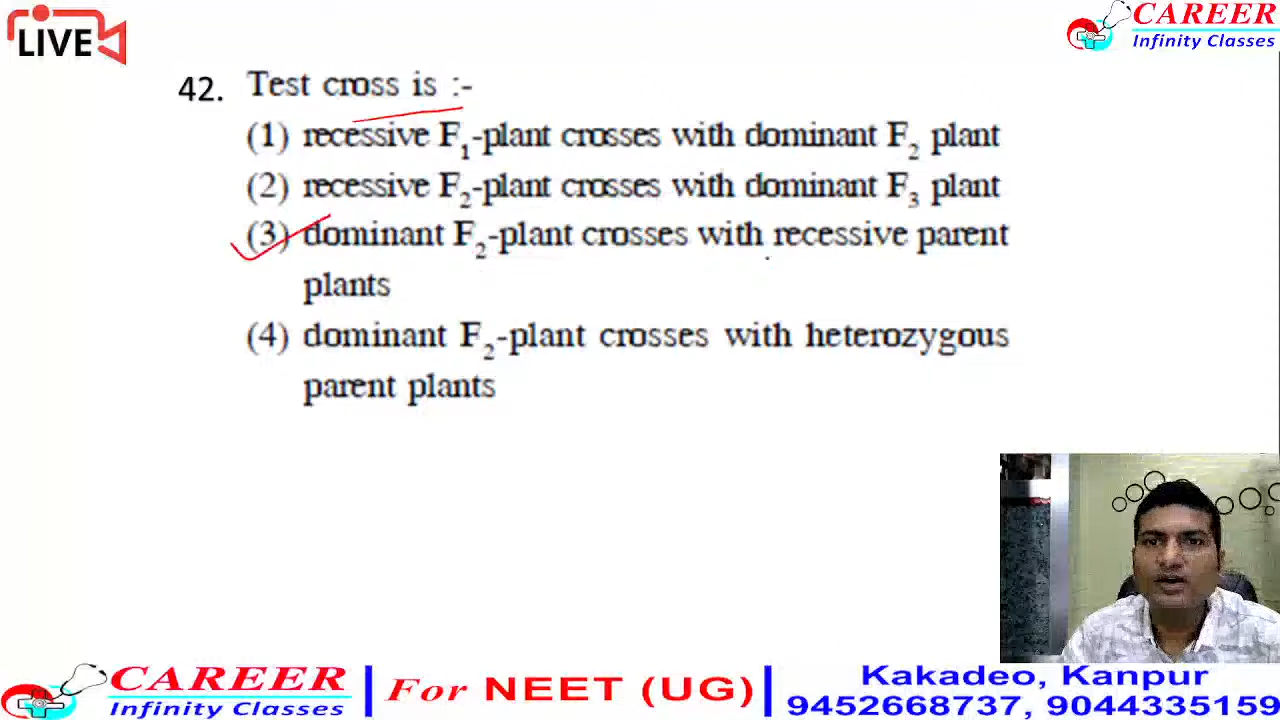 LIVE
CAREER
Infinity Classes
42. Test cross is :-
(1) recessive F₁-plant crosses with dominant F₂ plant
(2) recessive F₂-plant crosses with dominant F₃ plant
(3) dominant F₂-plant crosses with recessive parent
plants
(4) dominant F₂-plant crosses with heterozygous
parent plants
CAREER
Infinity Classes
For NEET (UG)
Kakadeo, Kanpur
9452668737, 9044335159